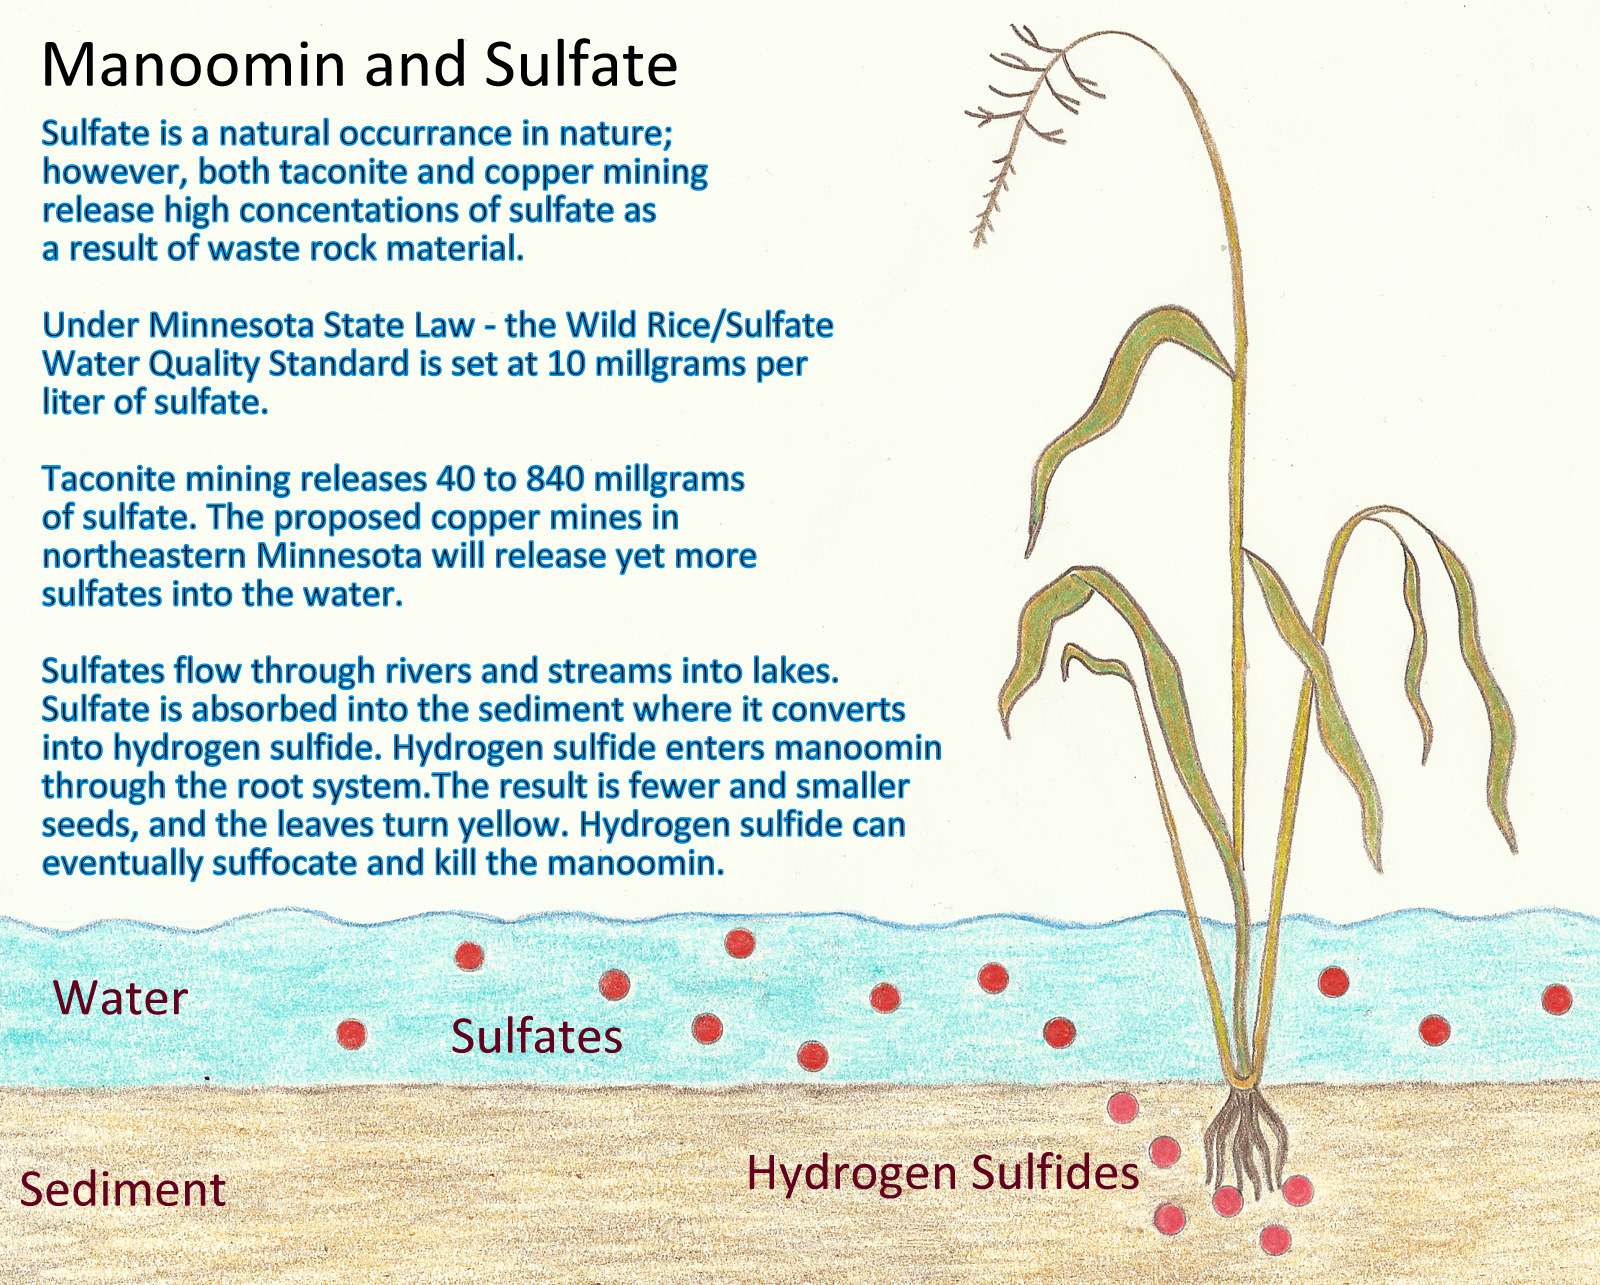 Manoomin and Sulfate
Sulfate is a natural occurrance in nature;
however, both taconite and copper mining
release high concentations of sulfate as
a result of waste rock material.
Under Minnesota State Law - the Wild Rice/Sulfate
Water Quality Standard is set at 10 millgrams per
liter of sulfate.
Taconite mining releases 40 to 840 millgrams
of sulfate. The proposed copper mines in
northeastern Minnesota will release yet more
sulfates into the water.
Sulfates flow through rivers and streams into lakes.
Sulfate is absorbed into the sediment where it converts
into hydrogen sulfide. Hydrogen sulfide enters manoomin
through the root system.The result is fewer and smaller
seeds, and the leaves turn yellow. Hydrogen sulfide can
eventually suffocate and kill the manoomin.
Water
Sulfates
Hydrogen Sulfides
Sediment